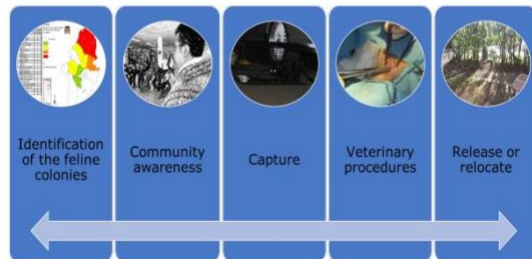 Identification
of the feline
colonies
Community
awareness
Capture
Veterinary
procedures
Release or
relocate